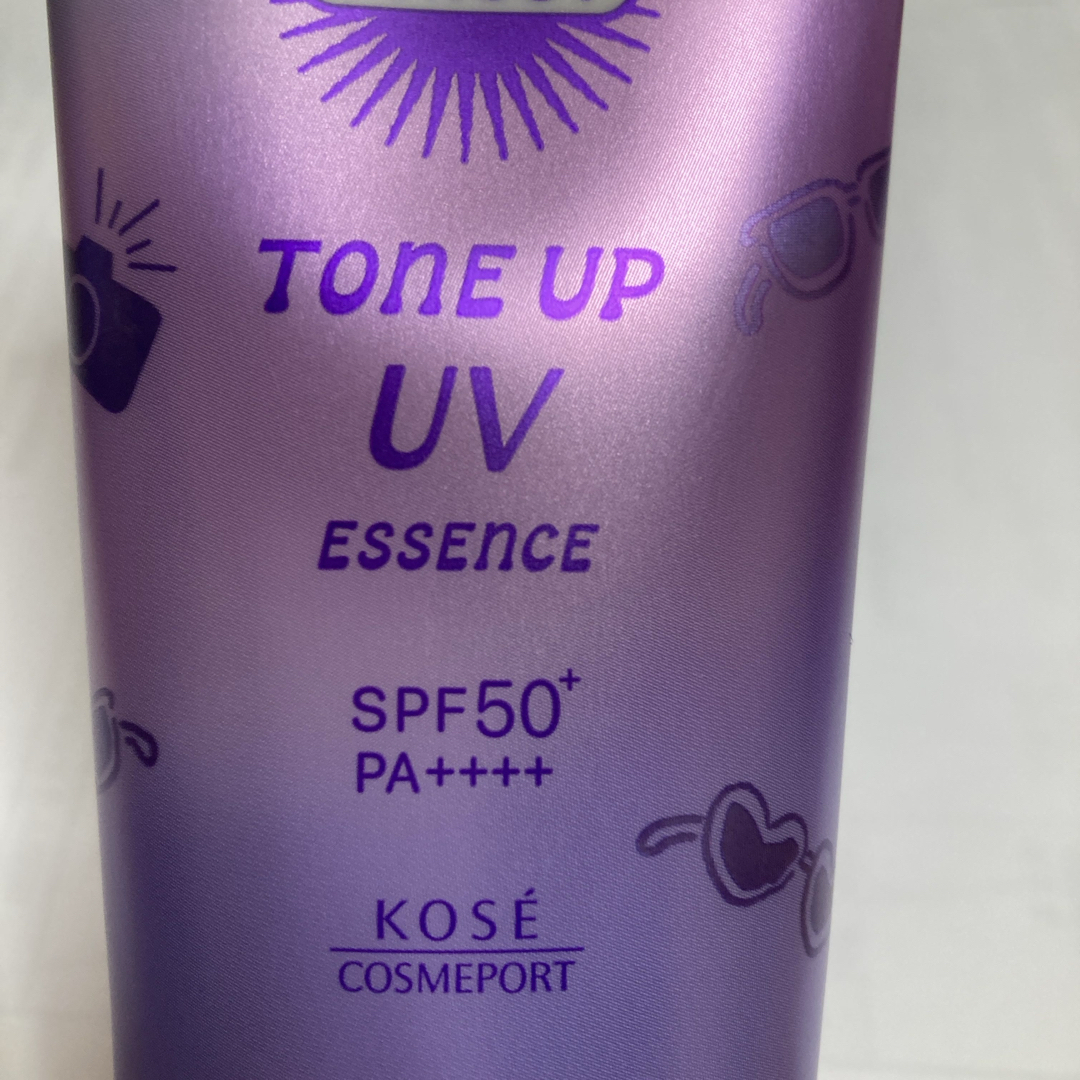 TONE UP
UV
ESSENCE
SPF50+
PA++++
KOSÉ
COSMEPORT